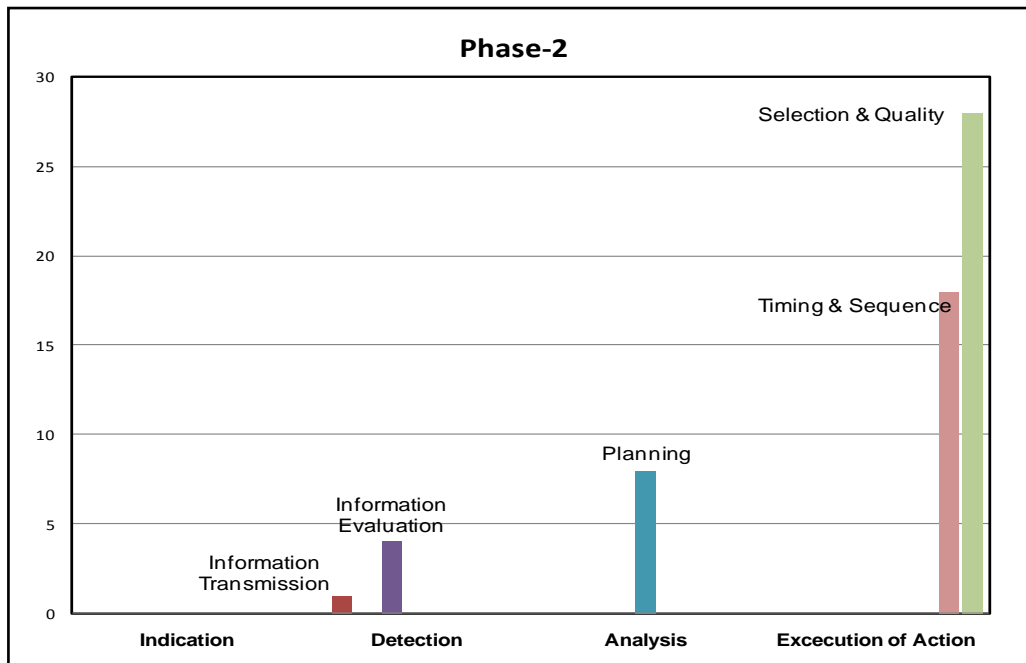 Phase-2
30
25
20
15
10
5
0
Selection & Quality
Timing & Sequence
Planning
Information
Evaluation
Information
Transmission
Indication
Detection
Analysis
Excecution of Action